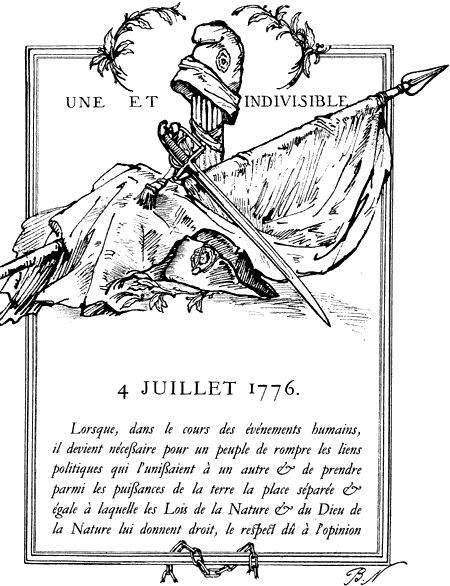 UNE ET INDIVISIBLE
4 JUILLET 1776.
Lorsque, dans le cours des événements humains,
il devient néceßaire pour un peuple de rompre les liens
politiques qui l'unißaient à un autre & de prendre
parmi les puißances de la terre la place séparée &
égale à laquelle les Lois de la Nature & du Dieu de
la Nature lui donnent droit, le respect dû à l'opinion
B.N